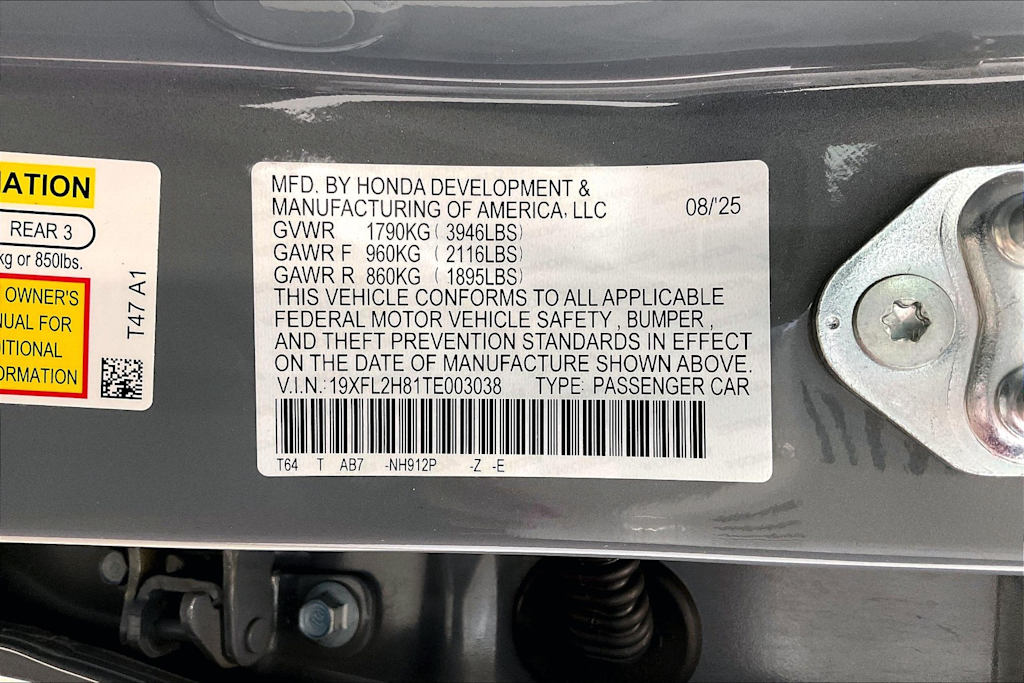 ATION
REAR 3
kg or 850lbs.
OWNER'S
NUAL FOR
DITIONAL
ORMATION
T47 A1
MFD. BY HONDA DEVELOPMENT &
MANUFACTURING OF AMERICA, LLC 08/'25
GVWR 1790KG ( 3946LBS)
GAWR F 960KG ( 2116LBS)
GAWR R 860KG ( 1895LBS)
THIS VEHICLE CONFORMS TO ALL APPLICABLE
FEDERAL MOTOR VEHICLE SAFETY , BUMPER ,
AND THEFT PREVENTION STANDARDS IN EFFECT
ON THE DATE OF MANUFACTURE SHOWN ABOVE.
V.I.N.: 19XFL2H81TE003038 TYPE: PASSENGER CAR
T64 T AB7 -NH912P -Z -E